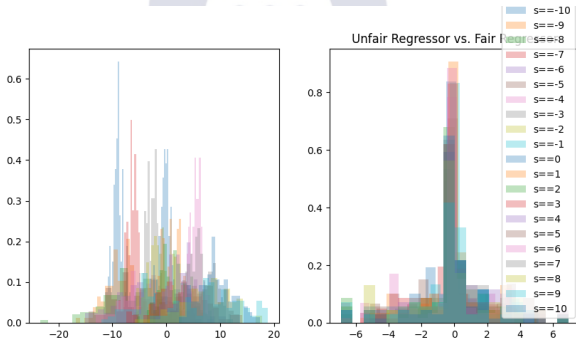 Unfair Regressor vs. Fair Regressor
s==-10
s==-9
s==-8
s==-7
s==-6
s==-5
s==-4
s==-3
s==-2
s==-1
s==0
s==1
s==2
s==3
s==4
s==5
s==6
s==7
s==8
s==9
s==10
0.6
0.5
0.4
0.3
0.2
0.1
0.0
−20 −10 0 10 20
0.8
0.6
0.4
0.2
0.0
−6 −4 −2 0 2 4 6